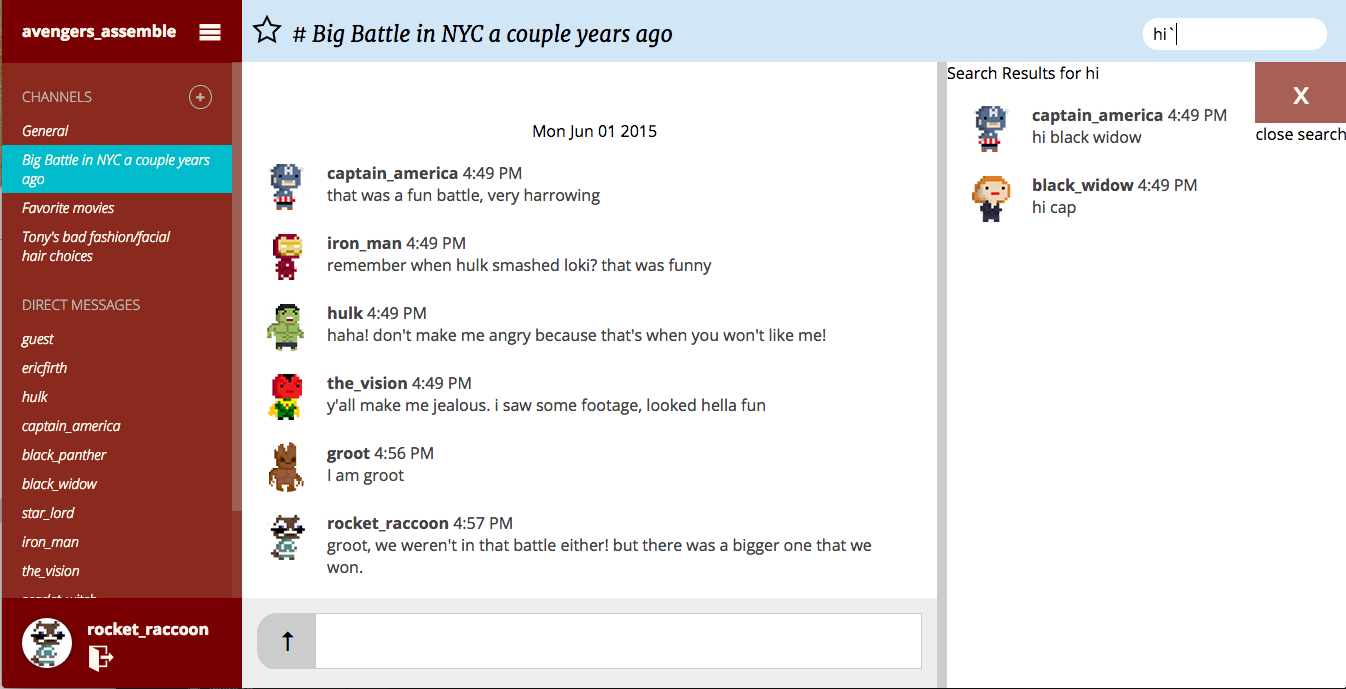 avengers_assemble
CHANNELS
General
Big Battle in NYC a couple years
ago
Favorite movies
Tony's bad fashion/facial
hair choices
DIRECT MESSAGES
guest
ericfirth
hulk
captain_america
black_panther
black_widow
star_lord
iron_man
the_vision
rocket_raccoon
# Big Battle in NYC a couple years ago
Mon Jun 01 2015
captain_america 4:49 PM
that was a fun battle, very harrowing
iron_man 4:49 PM
remember when hulk smashed loki? that was funny
hulk 4:49 PM
haha! don't make me angry because that's when you won't like me!
the_vision 4:49 PM
y'all make me jealous. i saw some footage, looked hella fun
groot 4:56 PM
I am groot
rocket_raccoon 4:57 PM
groot, we weren't in that battle either! but there was a bigger one that we
won.
hi`
Search Results for hi
captain_america 4:49 PM
hi black widow
black_widow 4:49 PM
hi cap
X
close search